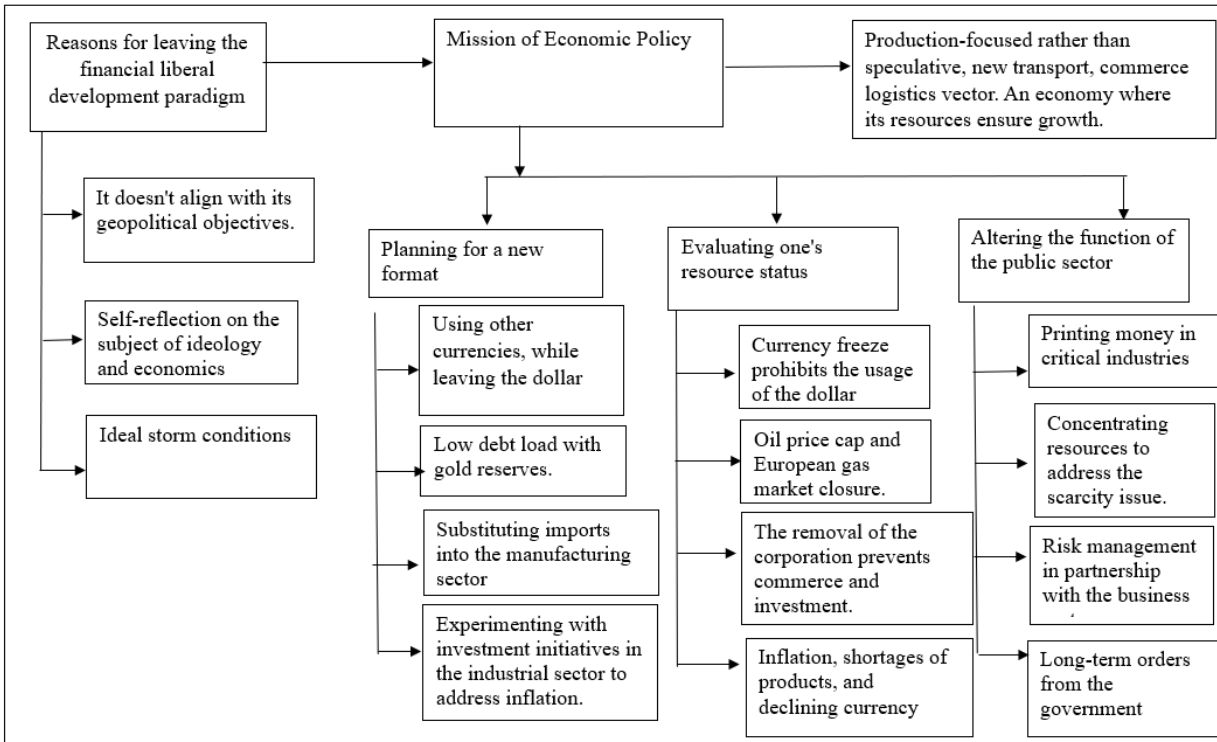 Reasons for leaving the
financial liberal
development paradigm
Mission of Economic Policy
Production-focused rather than
speculative, new transport, commerce
logistics vector. An economy where
its resources ensure growth.
It doesn't align with its
geopolitical objectives.
Self-reflection on the
subject of ideology
and economics
Ideal storm conditions
Planning for a new
format
Using other
currencies, while
leaving the dollar
Low debt load with
gold reserves.
Substituting imports
into the manufacturing
sector
Experimenting with
investment initiatives in
the industrial sector to
address inflation.
Evaluating one's
resource status
Currency freeze
prohibits the usage
of the dollar
Oil price cap and
European gas
market closure.
The removal of the
corporation prevents
commerce and
investment.
Inflation, shortages of
products, and
declining currency
Altering the function of
the public sector
Printing money in
critical industries
Concentrating
resources to
address the
scarcity issue.
Risk management
in partnership
with the business
Long-term orders
from the
government